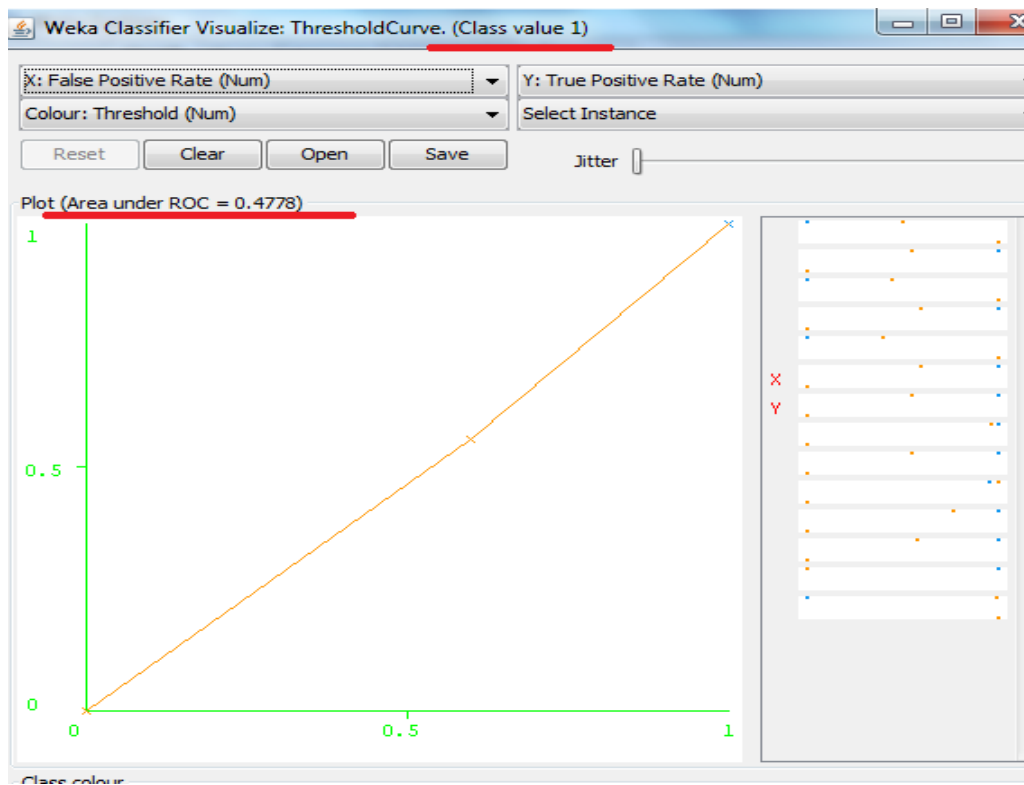 Weka Classifier Visualize: ThresholdCurve. (Class value 1)
X: False Positive Rate (Num)
Y: True Positive Rate (Num)
Colour: Threshold (Num)
Select Instance
Reset Clear Open Save Jitter
Plot (Area under ROC = 0.4778)
1
0.5
0
0 0.5 1
X
Y
Class colour